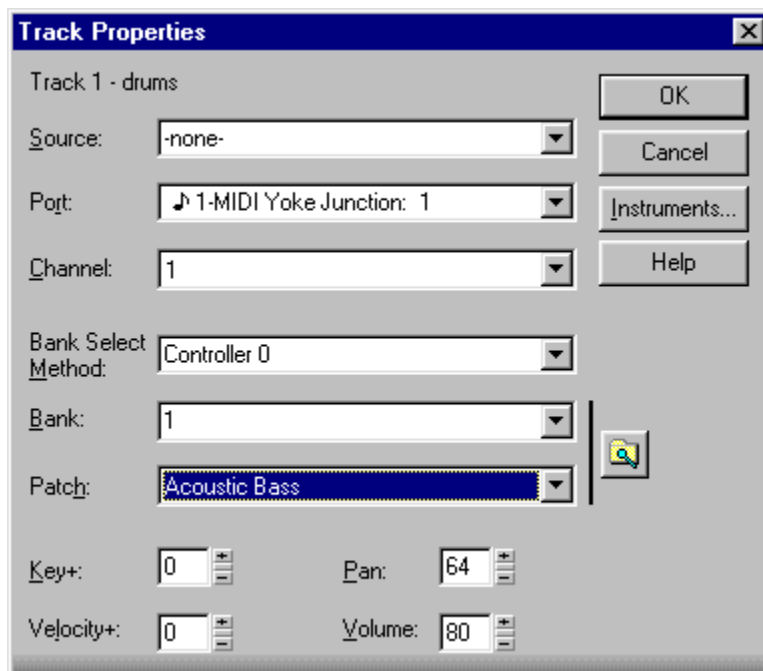 Track Properties
Track 1 - drums
OK
Source: -none-
Cancel
Port: ♪ 1-MIDI Yoke Junction: 1
Instruments...
Channel: 1
Help
Bank Select Method: Controller 0
Bank: 1
Patch: Acoustic Bass
Key+: 0 Pan: 64
Velocity+: 0 Volume: 80